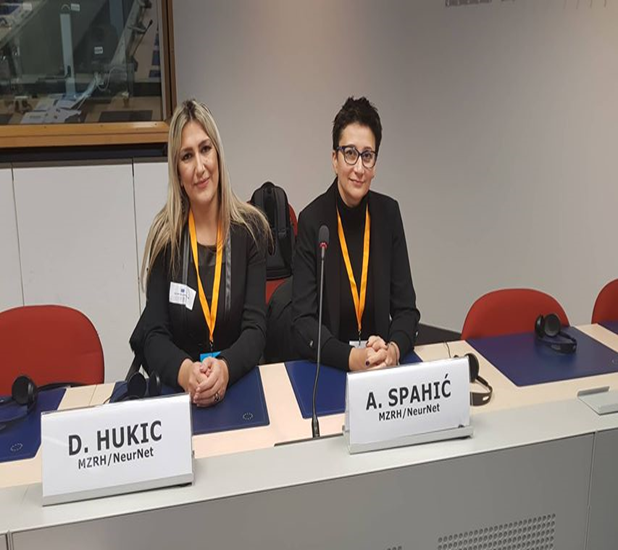 D. HUKIC
MZRH/NeurNet
A. SPAHIĆ
MZRH/NeurNet